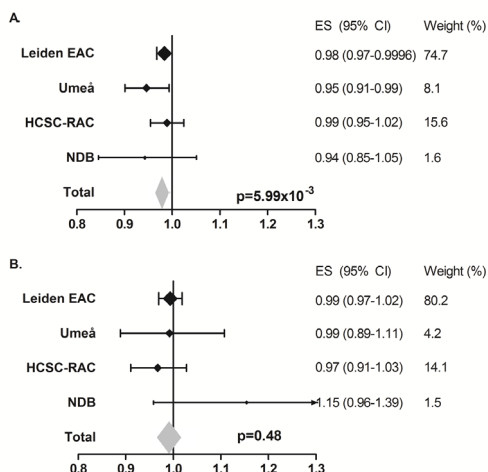 A.
ES (95% CI) Weight (%)
Leiden EAC 0.98 (0.97-0.9996) 74.7
Umeå 0.95 (0.91-0.99) 8.1
HCSC-RAC 0.99 (0.95-1.02) 15.6
NDB 0.94 (0.85-1.05) 1.6
Total p=5.99x10⁻³
0.8 0.9 1.0 1.1 1.2 1.3
B.
ES (95% CI) Weight (%)
Leiden EAC 0.99 (0.97-1.02) 80.2
Umeå 0.99 (0.89-1.11) 4.2
HCSC-RAC 0.97 (0.91-1.03) 14.1
NDB 1.15 (0.96-1.39) 1.5
Total p=0.48
0.8 0.9 1.0 1.1 1.2 1.3